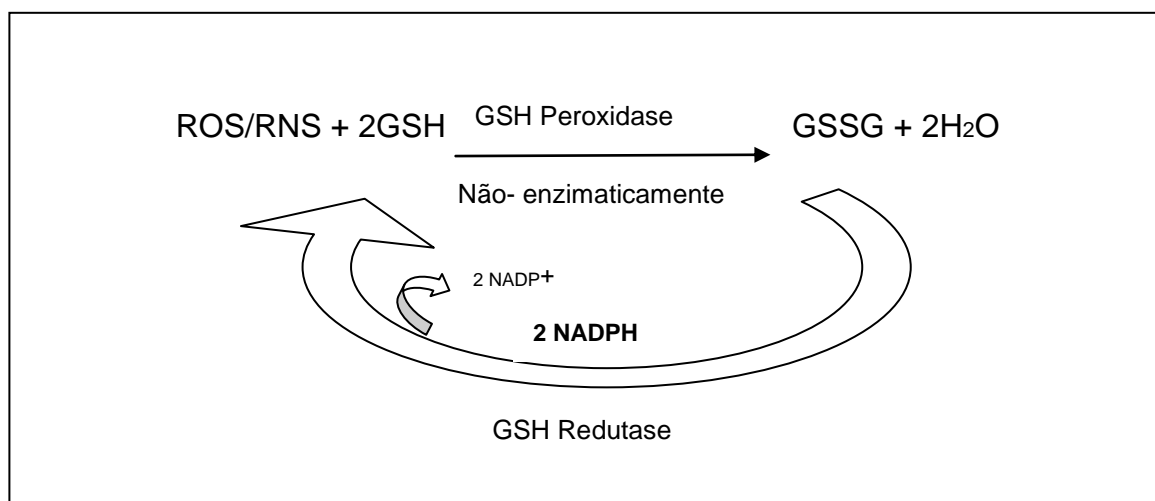 ROS/RNS + 2GSH GSH Peroxidase GSSG + 2H₂O
Não- enzimaticamente
2 NADP+
2 NADPH
GSH Redutase